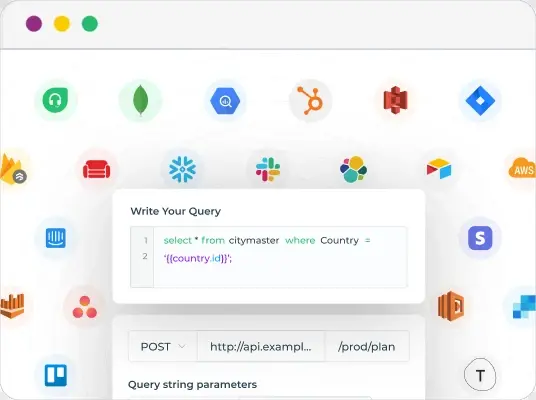 AWS
Write Your Query
1 select * from citymaster where Country =
2 '{{country.id}}';
S
POST http://api.exampl... /prod/plan
T
Query string parameters